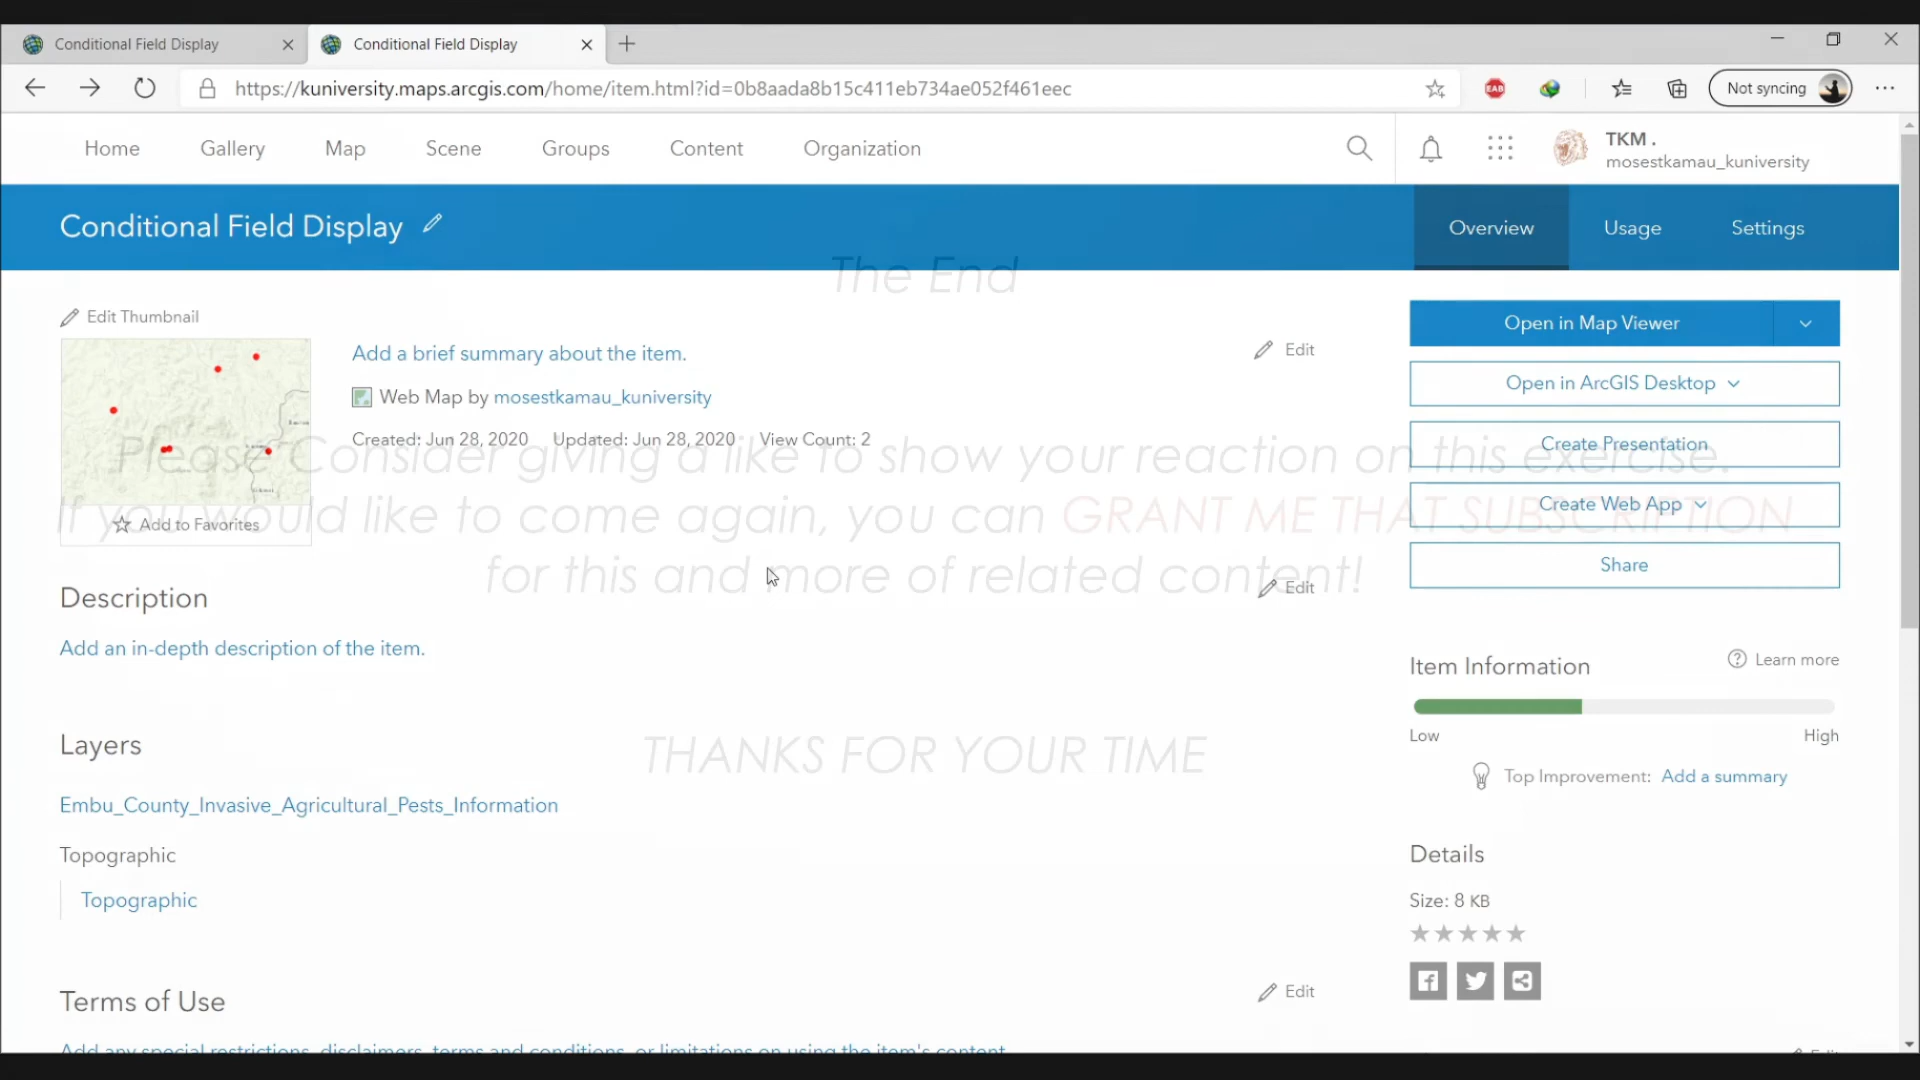 Conditional Field Display
Conditional Field Display
https://kuniversity.maps.arcgis.com/home/item.html?id=0b8aada8b15c411eb734ae052f461eec
EAB
Not syncing
Home
Gallery
Map
Scene
Groups
Content
Organization
TKM .
mosestkamau_kuniversity
Conditional Field Display
Overview
Usage
Settings
The End
Edit Thumbnail
Add a brief summary about the item.
Edit
Web Map by mosestkamau_kuniversity
Created: Jun 28, 2020 Updated: Jun 28, 2020 View Count: 2
Please Consider giving a like to show your reaction on this exercise.
If you would like to come again, you can GRANT ME THAT SUBSCRIPTION
for this and more of related content!
Add to Favorites
Open in Map Viewer
Open in ArcGIS Desktop
Create Presentation
Create Web App
Share
Description
Edit
Add an in-depth description of the item.
Item Information
Learn more
Low
High
Top Improvement: Add a summary
Layers
THANKS FOR YOUR TIME
Embu_County_Invasive_Agricultural_Pests_Information
Topographic
Topographic
Details
Size: 8 KB
Terms of Use
Edit
Add any special restrictions, disclaimers, terms and conditions, or limitations on using the item's content.
Edit